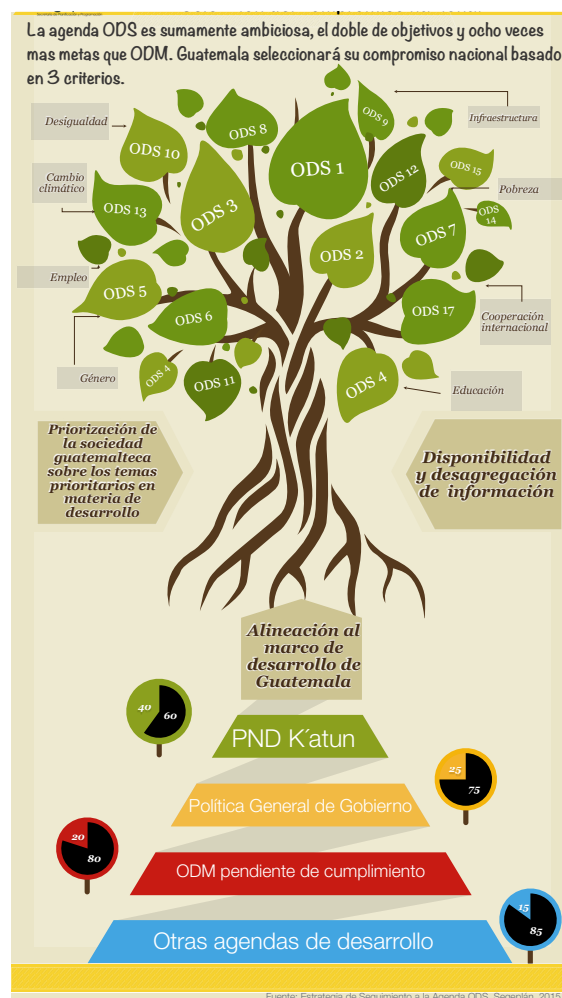 La agenda ODS es sumamente ambiciosa, el doble de objetivos y ocho veces
mas metas que ODM. Guatemala seleccionará su compromiso nacional basado
en 3 criterios.
Desigualdad
ODS 10
ODS 8
ODS 1
ODS 9
Infraestructura
ODS 12
ODS 15
Cambio
climático
ODS 13
ODS 3
Pobreza
ODS
14
ODS 7
ODS 2
Empleo
ODS 5
ODS 6
ODS 17
Cooperación
internacional
Género
ODS 4
ODS 11
ODS 4
Educación
Priorización de
la sociedad
guatemalteca
sobre los temas
prioritarios en
materia de
desarrollo
Disponibilidad
y desagregación
de información
Alineación al
marco de
desarrollo de
Guatemala
40
60
PND K´atun
25
75
Política General de Gobierno
20
80
ODM pendiente de cumplimiento
15
85
Otras agendas de desarrollo
Fuente: Estrategia de Seguimiento a la Agenda ODS, Segeplán, 2015